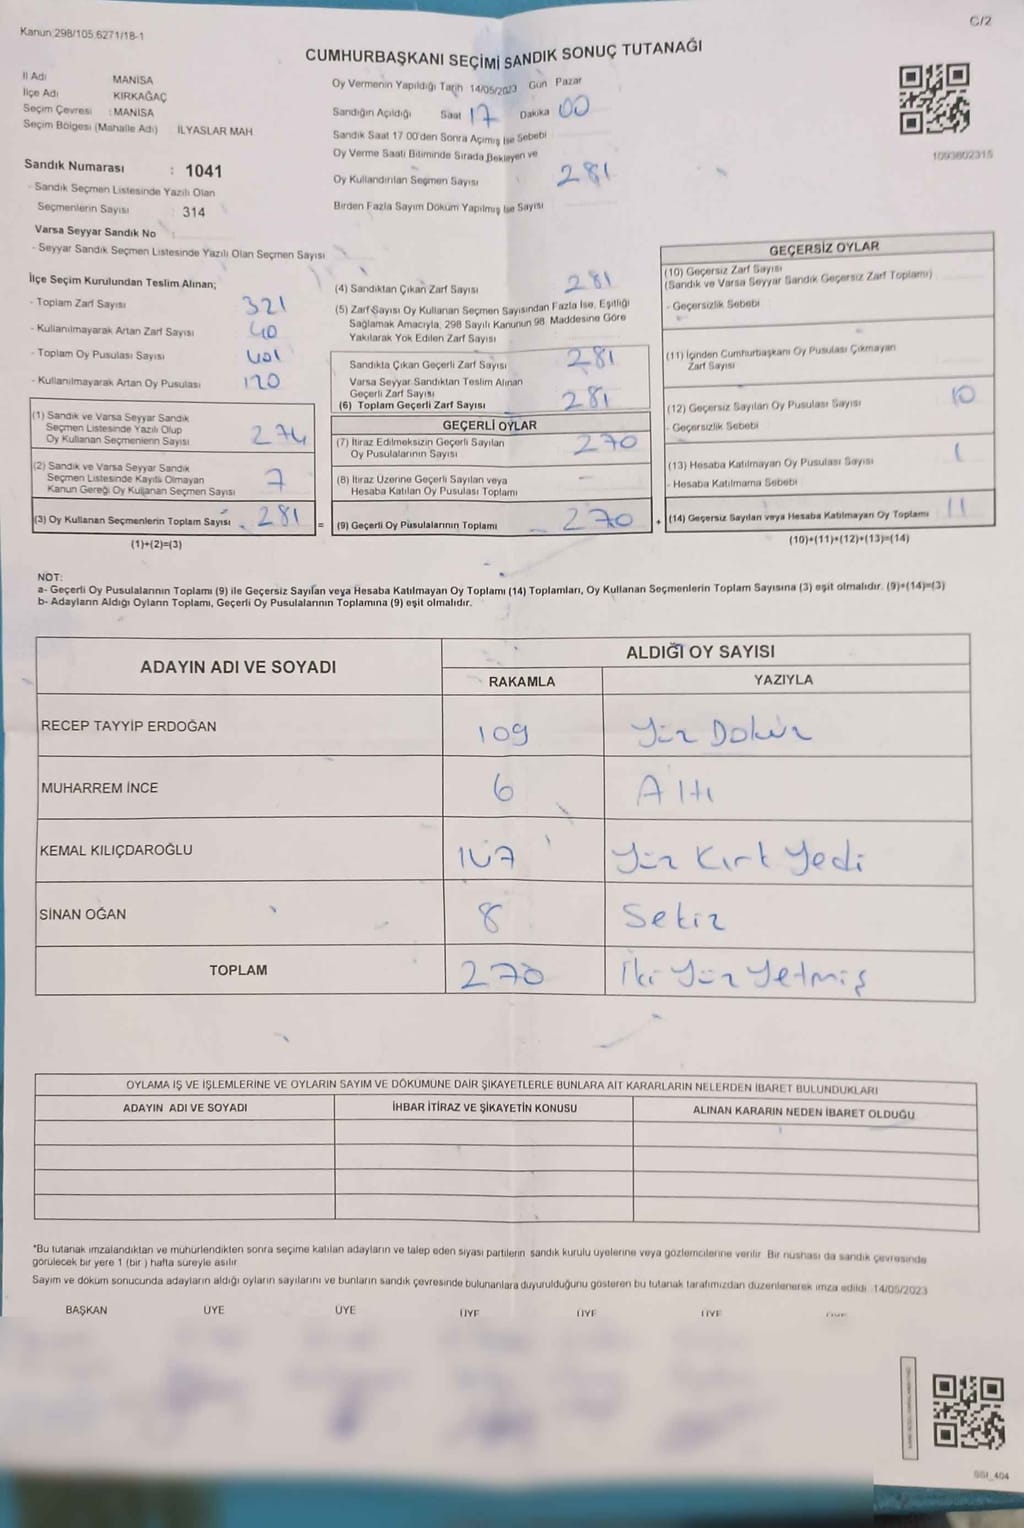 C/2
Kanun:298/105,6271/18-1
CUMHURBAŞKANI SEÇİMİ SANDIK SONUÇ TUTANAĞI
İl Adı MANİSA
İlçe Adı KIRKAĞAÇ
Seçim Çevresi : MANİSA
Seçim Bölgesi (Mahalle Adı) İLYASLAR MAH
Oy Vermenin Yapıldığı Tarih 14/05/2023 Gün Pazar
Sandığın Açıldığı Saat 17 Dakika 00
Sandık Saat 17 00'den Sonra Açımış İse Sebebi
Oy Verme Saati Bitiminde Sırada Bekleyen ve
Oy Kullandırılan Seçmen Sayısı 281
Birden Fazla Sayım Döküm Yapılmış İse Sayısı
1093802315
Sandık Numarası : 1041
- Sandık Seçmen Listesinde Yazılı Olan
Seçmenlerin Sayısı : 314
Varsa Seyyar Sandık No :
- Seyyar Sandık Seçmen Listesinde Yazılı Olan Seçmen Sayısı
İlçe Seçim Kurulundan Teslim Alınan;
- Toplam Zarf Sayısı 321
- Kullanılmayarak Artan Zarf Sayısı 40
- Toplam Oy Pusulası Sayısı 401
- Kullanılmayarak Artan Oy Pusulası 120
(1) Sandık ve Varsa Seyyar Sandık
Seçmen Listesinde Yazılı Olup
Oy Kullanan Seçmenlerin Sayısı 274
(2) Sandık ve Varsa Seyyar Sandık
Seçmen Listesinde Kayıtlı Olmayan
Kanun Gereği Oy Kullanan Seçmen Sayısı 7
(3) Oy Kullanan Seçmenlerin Toplam Sayısı 281 =
(1)+(2)=(3)
(4) Sandıktan Çıkan Zarf Sayısı 281
(5) Zarf Sayısı Oy Kullanan Seçmen Sayısından Fazla İse, Eşitliği
Sağlamak Amacıyla, 298 Sayılı Kanunun 98. Maddesine Göre
Yakılarak Yok Edilen Zarf Sayısı
Sandıkta Çıkan Geçerli Zarf Sayısı 281
Varsa Seyyar Sandıktan Teslim Alınan
Geçerli Zarf Sayısı
(6) Toplam Geçerli Zarf Sayısı 281
GEÇERLİ OYLAR
(7) İtiraz Edilmeksizin Geçerli Sayılan
Oy Pusulalarının Sayısı 270
(8) İtiraz Üzerine Geçerli Sayılan veya
Hesaba Katılan Oy Pusulası Toplamı -
(9) Geçerli Oy Pusulalarının Toplamı 270 +
GEÇERSİZ OYLAR
(10) Geçersiz Zarf Sayısı
(Sandık ve Varsa Seyyar Sandık Geçersiz Zarf Toplamı)
- Geçersizlik Sebebi
(11) İçinden Cumhurbaşkanı Oy Pusulası Çıkmayan
Zarf Sayısı
(12) Geçersiz Sayılan Oy Pusulası Sayısı 10
- Geçersizlik Sebebi
(13) Hesaba Katılmayan Oy Pusulası Sayısı 1
- Hesaba Katılmama Sebebi
(14) Geçersiz Sayılan veya Hesaba Katılmayan Oy Toplamı 11
(10)+(11)+(12)+(13)=(14)
NOT:
a- Geçerli Oy Pusulalarının Toplamı (9) ile Geçersiz Sayılan veya Hesaba Katılmayan Oy Toplamı (14) Toplamları, Oy Kullanan Seçmenlerin Toplam Sayısına (3) eşit olmalıdır. (9)+(14)=(3)
b- Adayların Aldığı Oyların Toplamı, Geçerli Oy Pusulalarının Toplamına (9) eşit olmalıdır.
ADAYIN ADI VE SOYADI ALDIĞI OY SAYISI
RAKAMLA YAZIYLA
RECEP TAYYİP ERDOĞAN 109 Yüz Dokuz
MUHARREM İNCE 6 Altı
KEMAL KILIÇDAROĞLU 147 Yüz Kırk Yedi
SİNAN OĞAN 8 Sekiz
TOPLAM 270 İki Yüz Yetmiş
OYLAMA İŞ VE İŞLEMLERİNE VE OYLARIN SAYIM VE DÖKÜMÜNE DAİR ŞİKAYETLERLE BUNLARA AİT KARARLARIN NELERDEN İBARET BULUNDUKLARI
ADAYIN ADI VE SOYADI İHBAR İTİRAZ VE ŞİKAYETİN KONUSU ALINAN KARARIN NEDEN İBARET OLDUĞU
*Bu tutanak imzalandıktan ve mühürlendikten sonra seçime katılan adayların ve talep eden siyasi partilerin sandık kurulu üyelerine veya gözlemcilerine verilir. Bir nüshası da sandık çevresinde
görülecek bir yere 1 (bir ) hafta süreyle asılır
Sayım ve döküm sonucunda adayların aldığı oyların sayılarını ve bunların sandık çevresinde bulunanlara duyurulduğunu gösteren bu tutanak tarafımızdan düzenlenerek imza edildi. 14/05/2023
BAŞKAN ÜYE ÜYE ÜYE ÜYE ÜYE
SSI_404